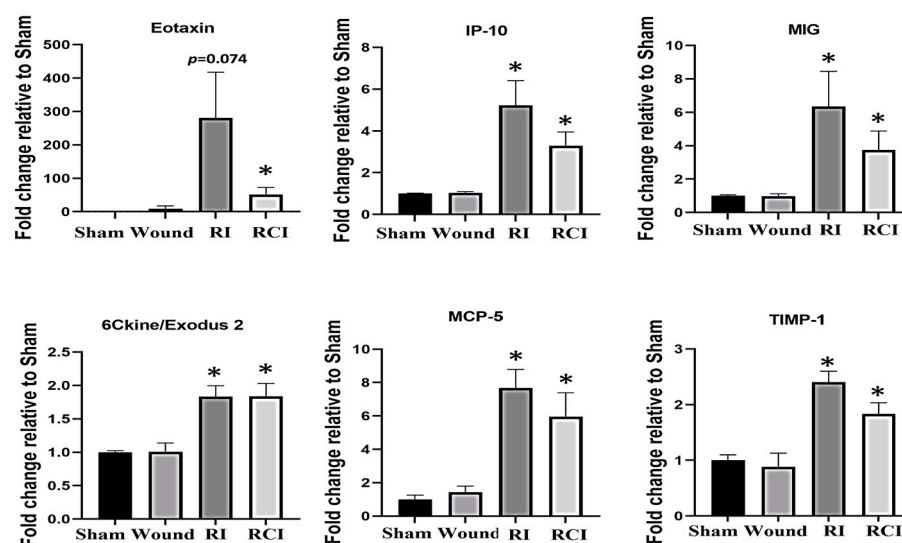 Eotaxin
Fold change relative to Sham
500
400
300
200
100
0
p=0.074
*
Sham Wound RI RCI
IP-10
Fold change relative to Sham
8
6
4
2
0
*
*
Sham Wound RI RCI
MIG
Fold change relative to Sham
10
8
6
4
2
0
*
*
Sham Wound RI RCI
6Ckine/Exodus 2
Fold change relative to Sham
2.5
2.0
1.5
1.0
0.5
0.0
*
*
Sham Wound RI RCI
MCP-5
Fold change relative to Sham
10
8
6
4
2
0
*
*
Sham Wound RI RCI
TIMP-1
Fold change relative to Sham
3
2
1
0
*
*
Sham Wound RI RCI